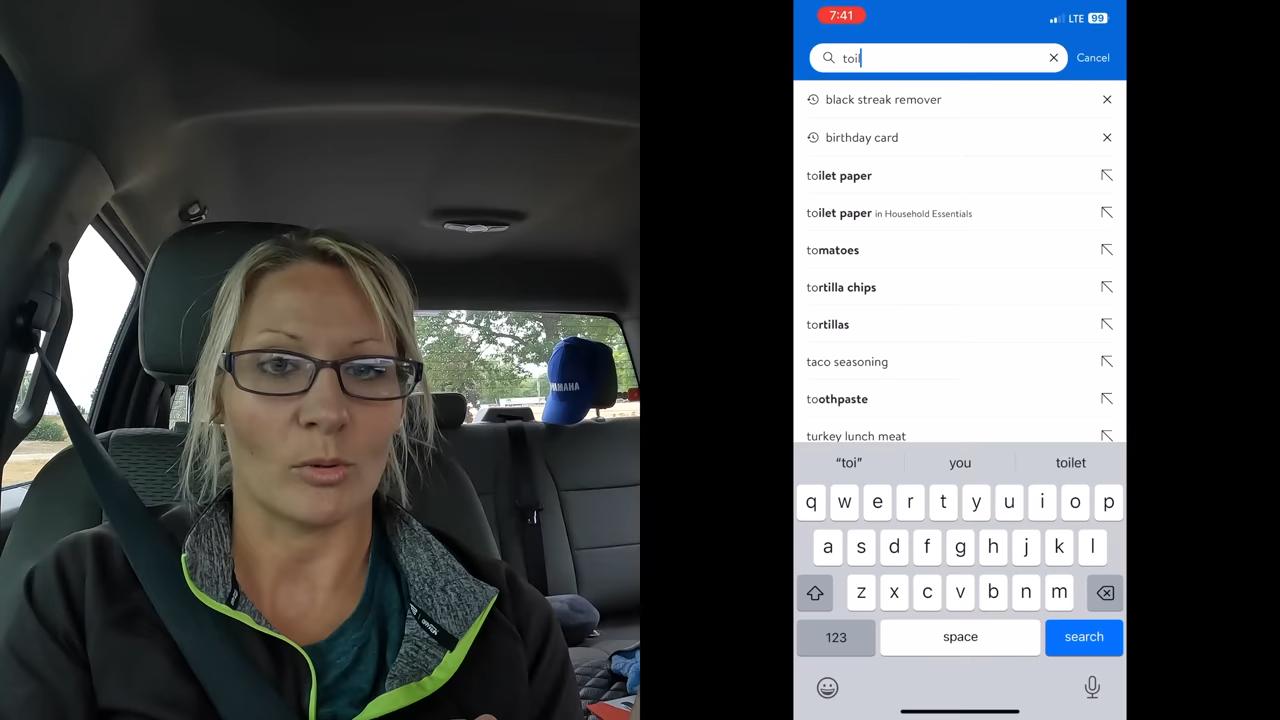 YAMAHA
7:41
LTE 99
toil
Cancel
black streak remover
birthday card
toilet paper
toilet paper in Household Essentials
tomatoes
tortilla chips
tortillas
taco seasoning
toothpaste
turkey lunch meat
“toi” you toilet
q w e r t y u i o p
a s d f g h j k l
z x c v b n m
123 space search